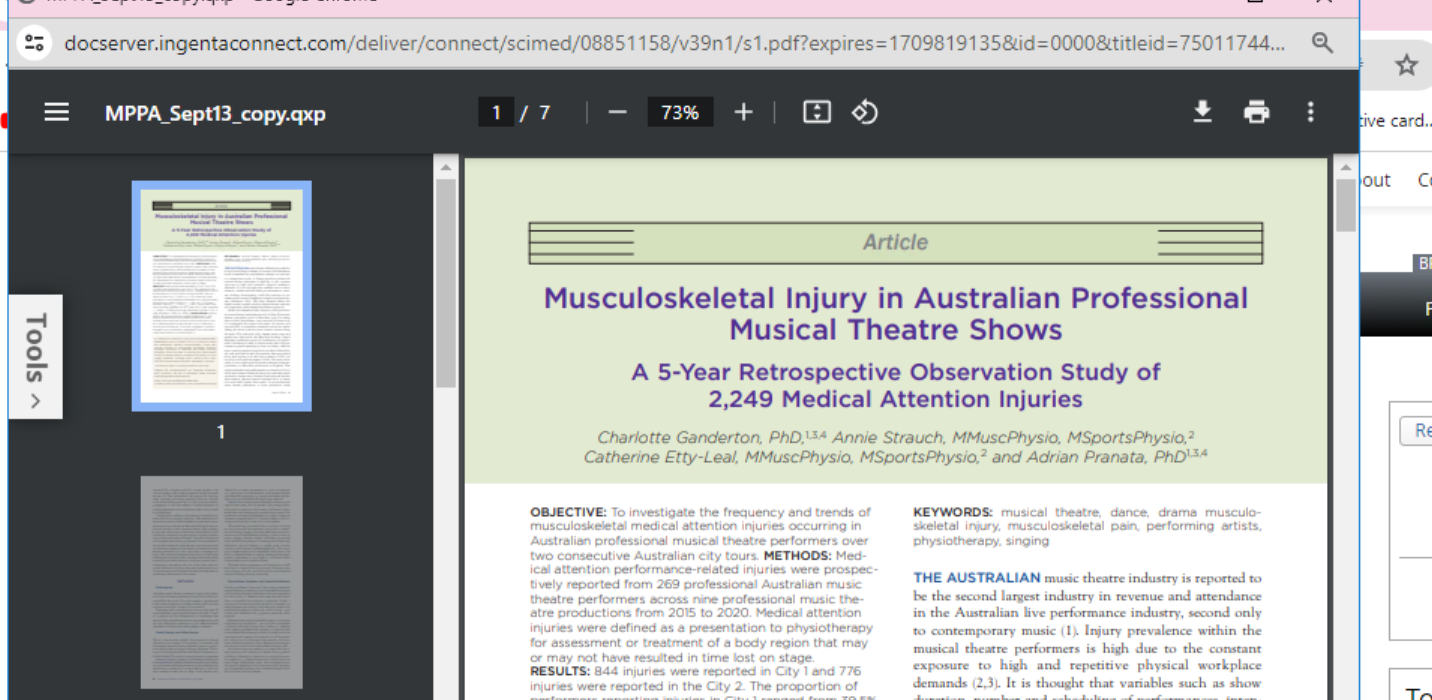 docserver.ingentaconnect.com/deliver/connect/scimed/08851158/v39n1/s1.pdf?expires=1709819135&id=0000&titleid=75011744...
MPPA_Sept13_copy.qxp
1 / 7
73%
tive card..
out
Tools >
1
Article
Musculoskeletal Injury in Australian Professional
Musical Theatre Shows
A 5-Year Retrospective Observation Study of
2,249 Medical Attention Injuries
Charlotte Ganderton, PhD,1,3,4 Annie Strauch, MMuscPhysio, MSportsPhysio,2
Catherine Etty-Leal, MMuscPhysio, MSportsPhysio,2 and Adrian Pranata, PhD1,3,4
OBJECTIVE: To investigate the frequency and trends of
musculoskeletal medical attention injuries occurring in
Australian professional musical theatre performers over
two consecutive Australian city tours. METHODS: Med-
ical attention performance-related injuries were prospec-
tively reported from 269 professional Australian music
theatre performers across nine professional music the-
atre productions from 2015 to 2020. Medical attention
injuries were defined as a presentation to physiotherapy
for assessment or treatment of a body region that may
or may not have resulted in time lost on stage.
RESULTS: 844 injuries were reported in City 1 and 776
injuries were reported in the City 2. The proportion of
KEYWORDS: musical theatre, dance, drama musculo-
skeletal injury, musculoskeletal pain, performing artists,
physiotherapy, singing
THE AUSTRALIAN music theatre industry is reported to
be the second largest industry in revenue and attendance
in the Australian live performance industry, second only
to contemporary music (1). Injury prevalence within the
musical theatre performers is high due to the constant
exposure to high and repetitive physical workplace
demands (2,3). It is thought that variables such as show